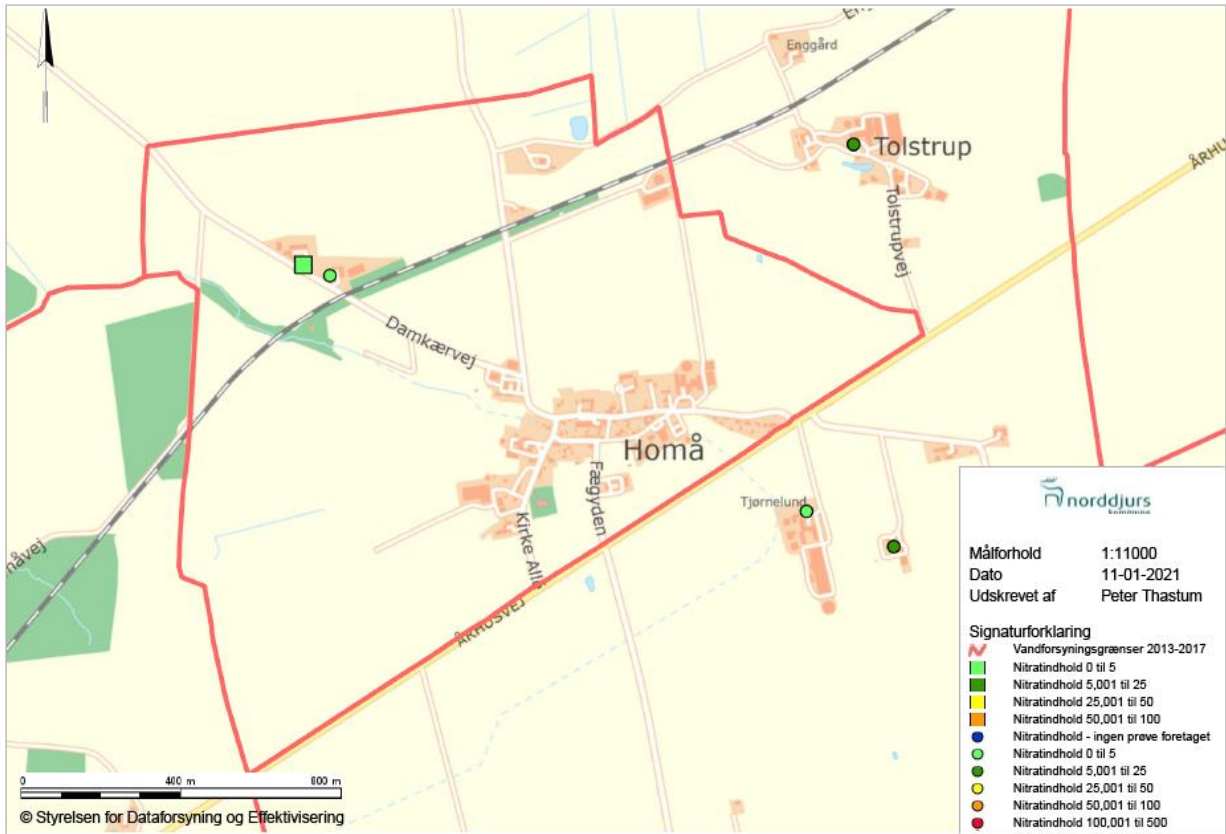 Enggård
Tolstrup
Tolstrupvej
Damkærvej
Homå
Fægyden
Kirke Allé
Tjørnelund
ÅRHUSVEJ
norddjurs
kommune
Målforhold 1:11000
Dato 11-01-2021
Udskrevet af Peter Thastum
Signaturforklaring
Vandforsyningsgrænser 2013-2017
Nitratindhold 0 til 5
Nitratindhold 5,001 til 25
Nitratindhold 25,001 til 50
Nitratindhold 50,001 til 100
Nitratindhold - ingen prøve foretaget
Nitratindhold 0 til 5
Nitratindhold 5,001 til 25
Nitratindhold 25,001 til 50
Nitratindhold 50,001 til 100
Nitratindhold 100,001 til 500
0 400 m 800 m
© Styrelsen for Dataforsyning og Effektivisering